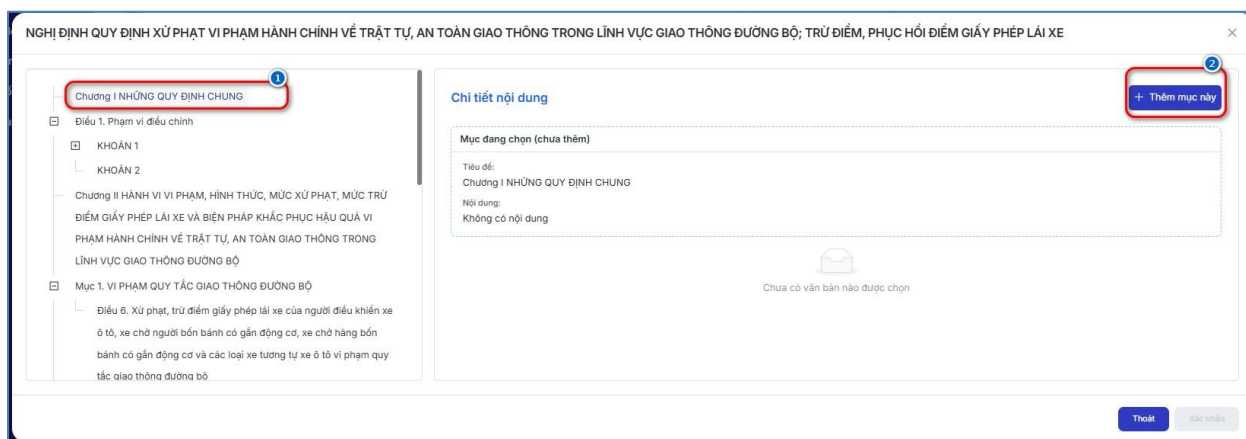 NGHỊ ĐỊNH QUY ĐỊNH XỬ PHẠT VI PHẠM HÀNH CHÍNH VỀ TRẬT TỰ, AN TOÀN GIAO THÔNG TRONG LĨNH VỰC GIAO THÔNG ĐƯỜNG BỘ; TRỪ ĐIỂM, PHỤC HỒI ĐIỂM GIẤY PHÉP LÁI XE
1
Chương I NHỮNG QUY ĐỊNH CHUNG
Điều 1. Phạm vi điều chỉnh
KHOẢN 1
KHOẢN 2
Chương II HÀNH VI VI PHẠM, HÌNH THỨC, MỨC XỬ PHẠT, MỨC TRỪ
ĐIỂM GIẤY PHÉP LÁI XE VÀ BIỆN PHÁP KHẮC PHỤC HẬU QUẢ VI
PHẠM HÀNH CHÍNH VỀ TRẬT TỰ, AN TOÀN GIAO THÔNG TRONG
LĨNH VỰC GIAO THÔNG ĐƯỜNG BỘ
Mục 1. VI PHẠM QUY TẮC GIAO THÔNG ĐƯỜNG BỘ
Điều 6. Xử phạt, trừ điểm giấy phép lái xe của người điều khiển xe
ô tô, xe chở người bốn bánh có gắn động cơ, xe chở hàng bốn
bánh có gắn động cơ và các loại xe tương tự xe ô tô vi phạm quy
tắc giao thông đường bộ
Chi tiết nội dung
2
+ Thêm mục này
Mục đang chọn (chưa thêm)
Tiêu đề:
Chương I NHỮNG QUY ĐỊNH CHUNG
Nội dung:
Không có nội dung
Chưa có văn bản nào được chọn
Thoát
Xác nhận